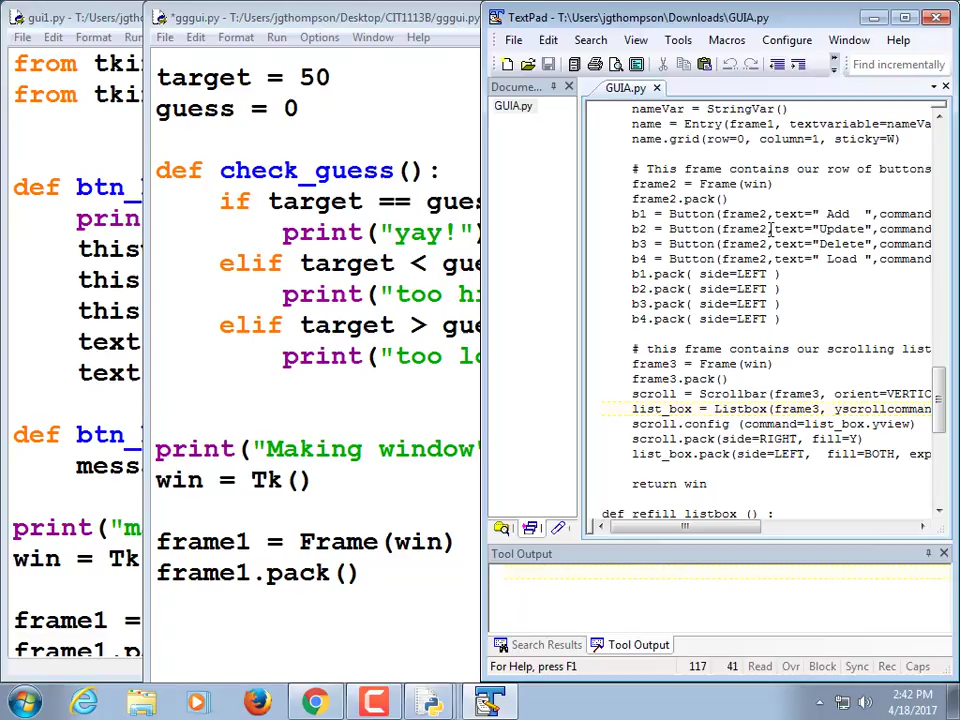 gui1.py - T:/Users/jgt
File Edit Format Ru
from tki
from tki
def btn_
prin
this
this
this
text
text
def btn_
mess
print("m
win = Tk
frame1 =
frame1.pa
*gggui.py - T:/Users/jgthompson/Desktop/CIT1113B/gggui.p
File Edit Format Run Options Window Help
target = 50
guess = 0
def check_guess():
if target == gues
print("yay!")
elif target < gue
print("too hi
elif target > gue
print("too lo
print("Making window"
win = Tk()
frame1 = Frame(win)
frame1.pack()
TextPad - T:\Users\jgthompson\Downloads\GUIA.py
File Edit Search View Tools Macros Configure Window Help
Find incrementally
Docume...
GUIA.py
GUIA.py
nameVar = StringVar()
name = Entry(frame1, textvariable=nameVa
name.grid(row=0, column=1, sticky=W)
# This frame contains our row of buttons
frame2 = Frame(win)
frame2.pack()
b1 = Button(frame2,text=" Add  ",command
b2 = Button(frame2,text="Update",command
b3 = Button(frame2,text="Delete",command
b4 = Button(frame2,text=" Load ",command
b1.pack( side=LEFT )
b2.pack( side=LEFT )
b3.pack( side=LEFT )
b4.pack( side=LEFT )
# this frame contains our scrolling list
frame3 = Frame(win)
frame3.pack()
scroll = Scrollbar(frame3, orient=VERTIC
list_box = Listbox(frame3, yscrollcomman
scroll.config (command=list_box.yview)
scroll.pack(side=RIGHT, fill=Y)
list_box.pack(side=LEFT,  fill=BOTH, exp
return win
def refill_listbox () :
Tool Output
Search Results Tool Output
For Help, press F1 117 41 Read Ovr Block Sync Rec Caps
2:42 PM
4/18/2017